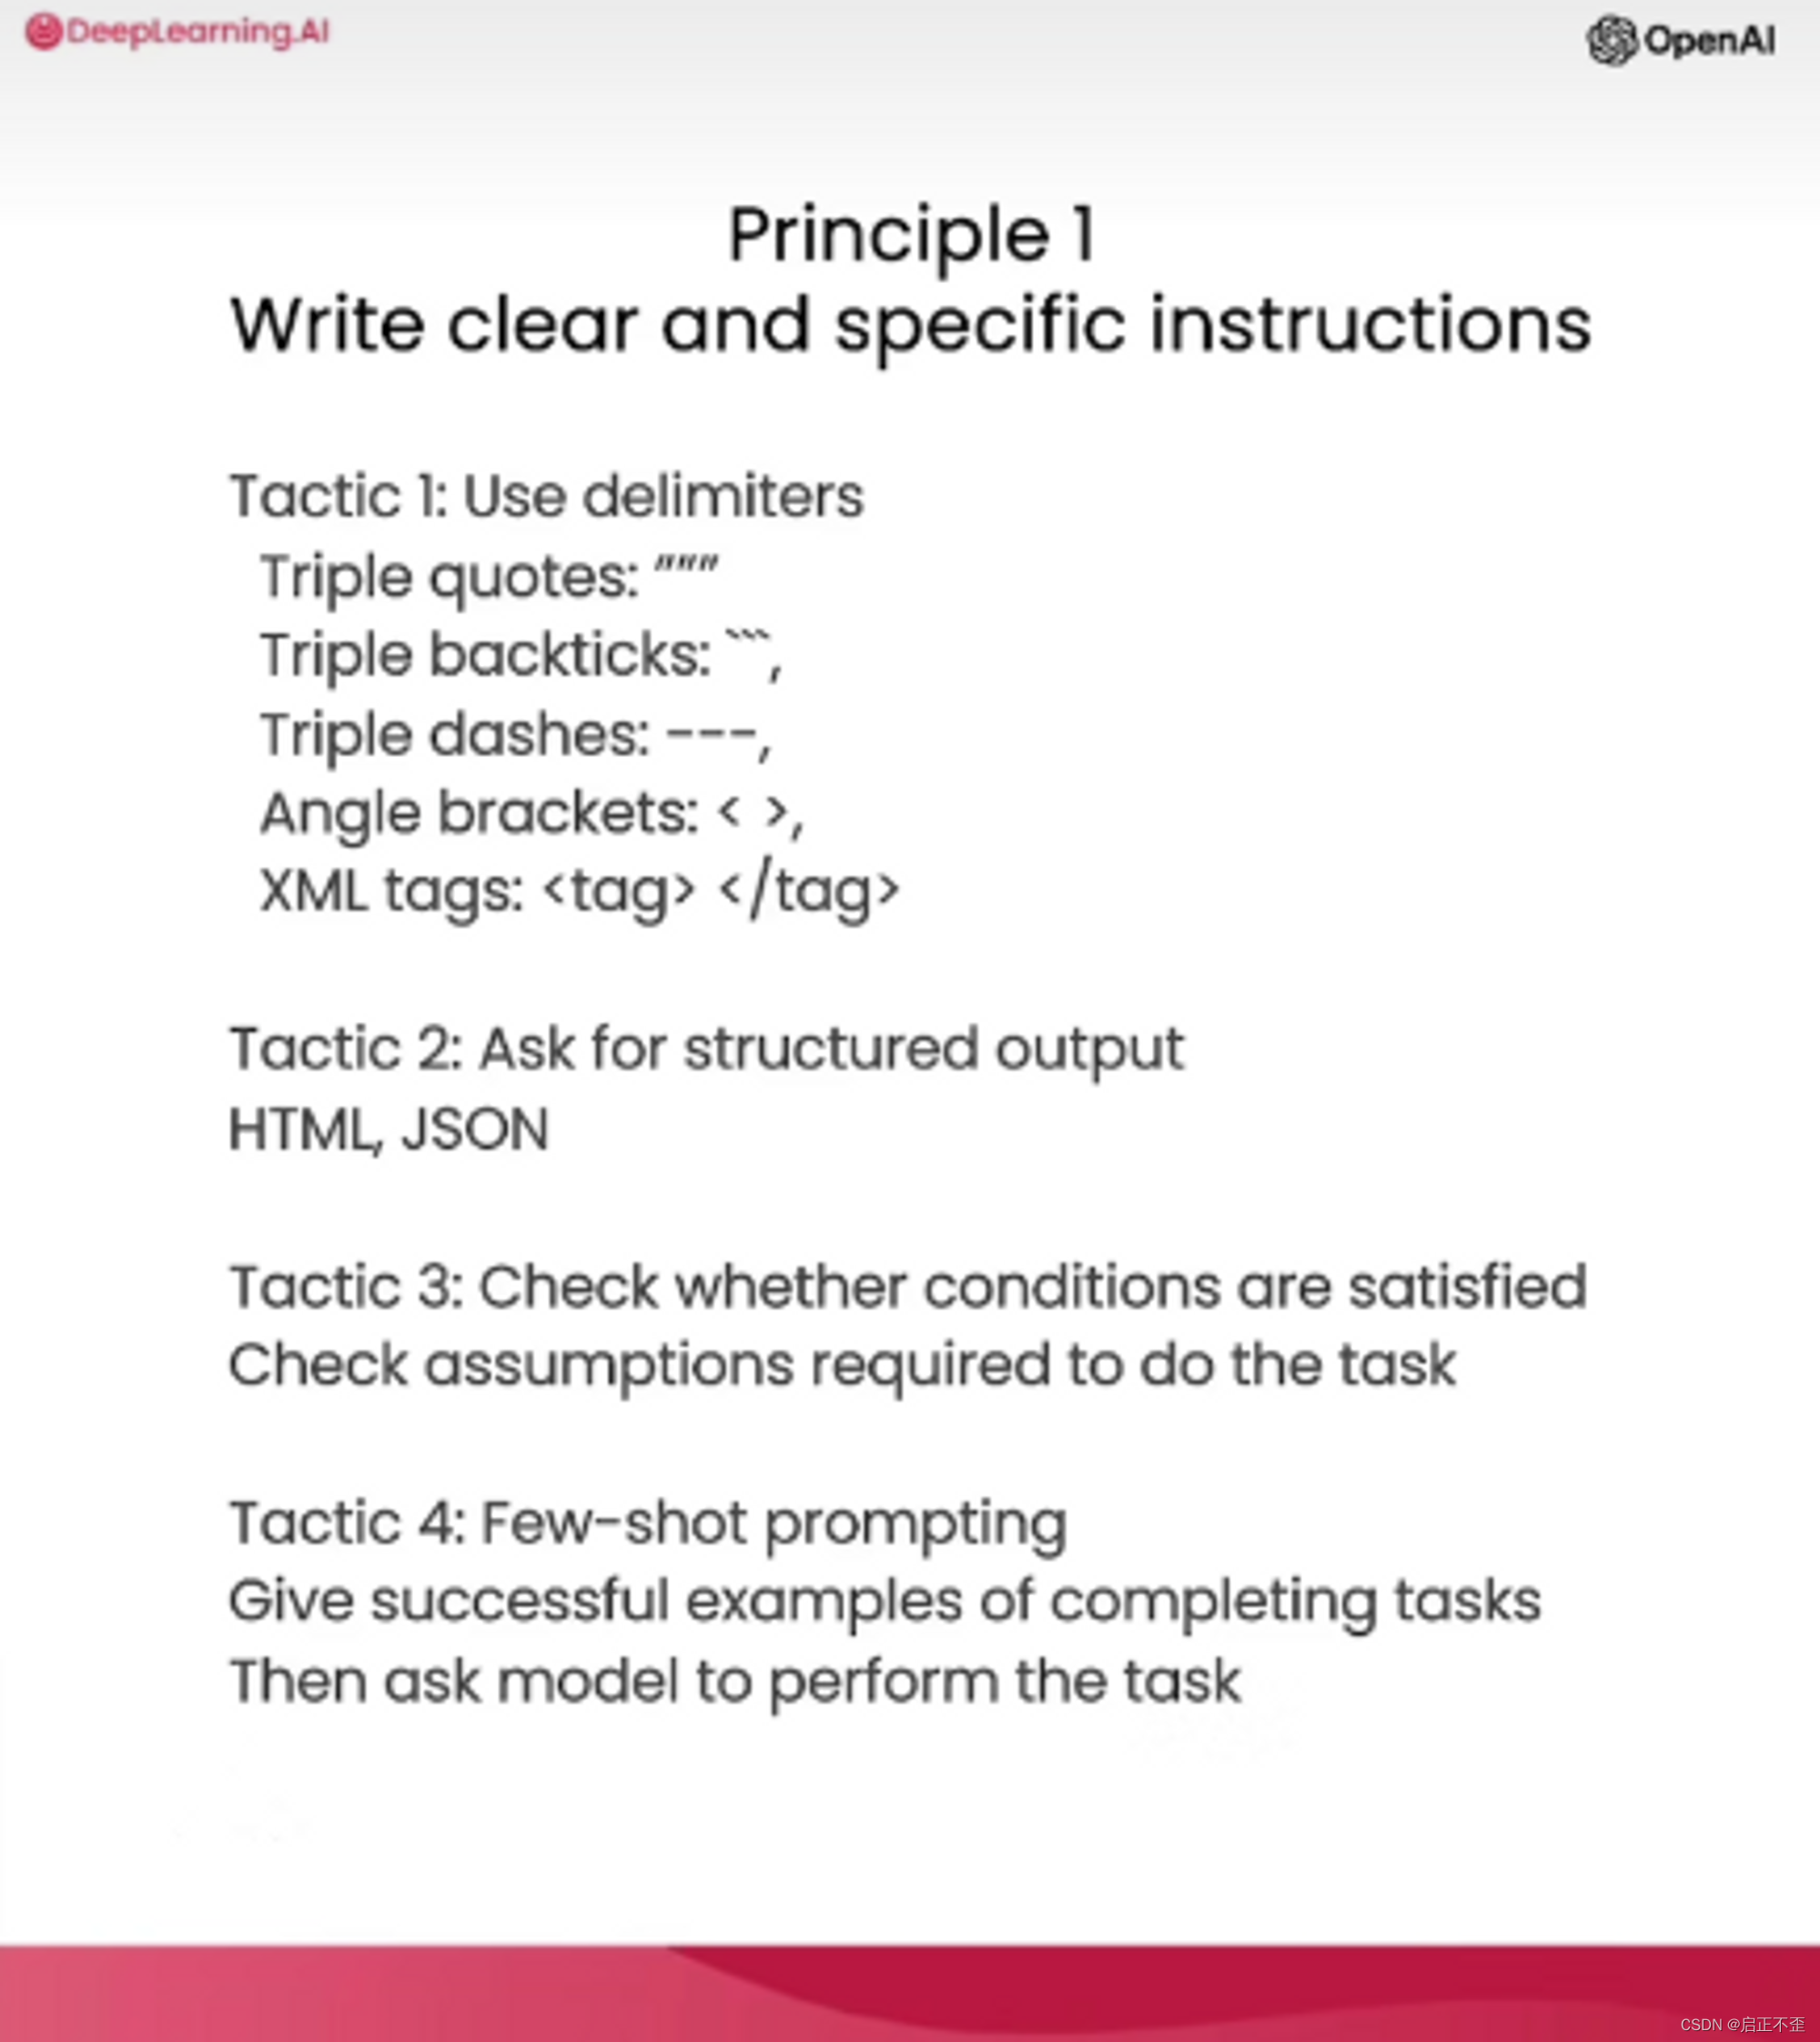 DeepLearning.AI
OpenAI
Principle 1
Write clear and specific instructions
Tactic 1: Use delimiters
Triple quotes: """
Triple backticks: ```,
Triple dashes: ---,
Angle brackets: < >,
XML tags: <tag> </tag>
Tactic 2: Ask for structured output
HTML, JSON
Tactic 3: Check whether conditions are satisfied
Check assumptions required to do the task
Tactic 4: Few-shot prompting
Give successful examples of completing tasks
Then ask model to perform the task
CSDN @启正不歪